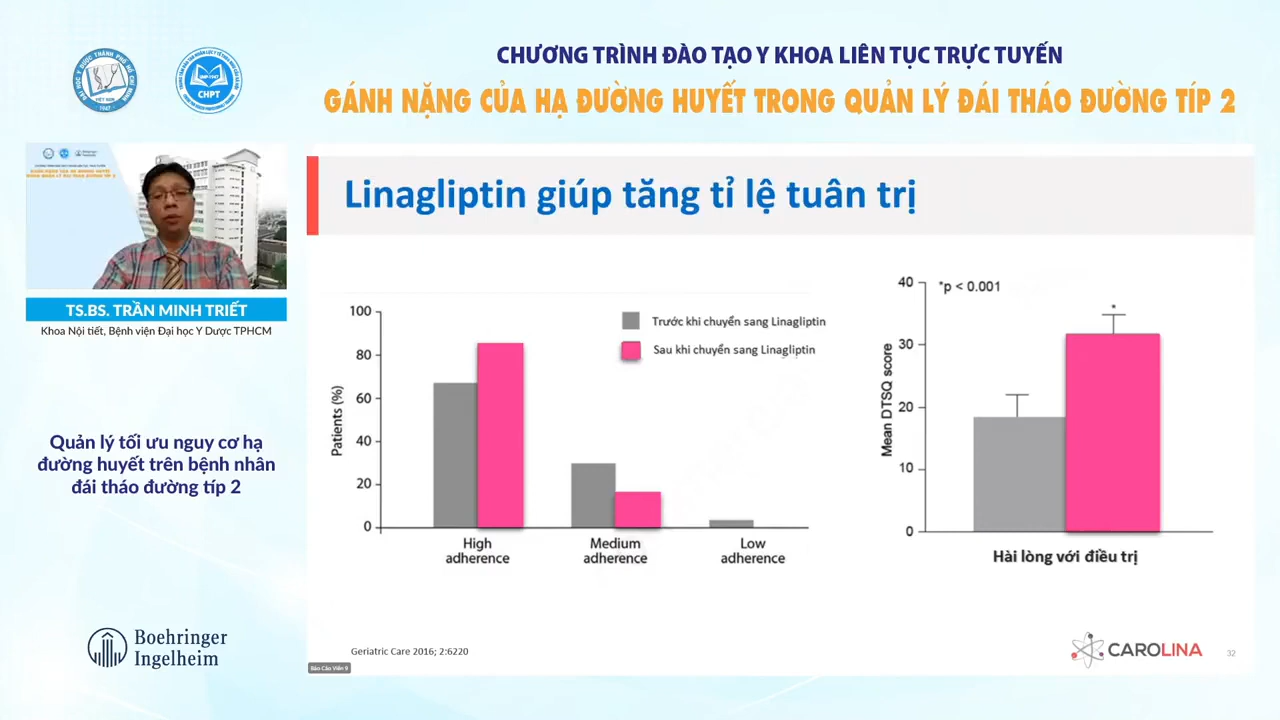 CHƯƠNG TRÌNH ĐÀO TẠO Y KHOA LIÊN TỤC TRỰC TUYẾN
GÁNH NẶNG CỦA HẠ ĐƯỜNG HUYẾT TRONG QUẢN LÝ ĐÁI THÁO ĐƯỜNG TÍP 2
CHPT
TS.BS. TRẦN MINH TRIẾT
Khoa Nội tiết, Bệnh viện Đại học Y Dược TPHCM
Quản lý tối ưu nguy cơ hạ
đường huyết trên bệnh nhân
đái tháo đường típ 2
Boehringer
Ingelheim
Linagliptin giúp tăng tỉ lệ tuân trị
Patients (%)
100
80
60
40
20
0
Trước khi chuyển sang Linagliptin
Sau khi chuyển sang Linagliptin
High
adherence
Medium
adherence
Low
adherence
Mean DTSQ score
40
30
20
10
0
*p < 0.001
*
Hài lòng với điều trị
Geriatric Care 2016; 2:6220
Báo Cáo Viên 9
CAROLINA
32